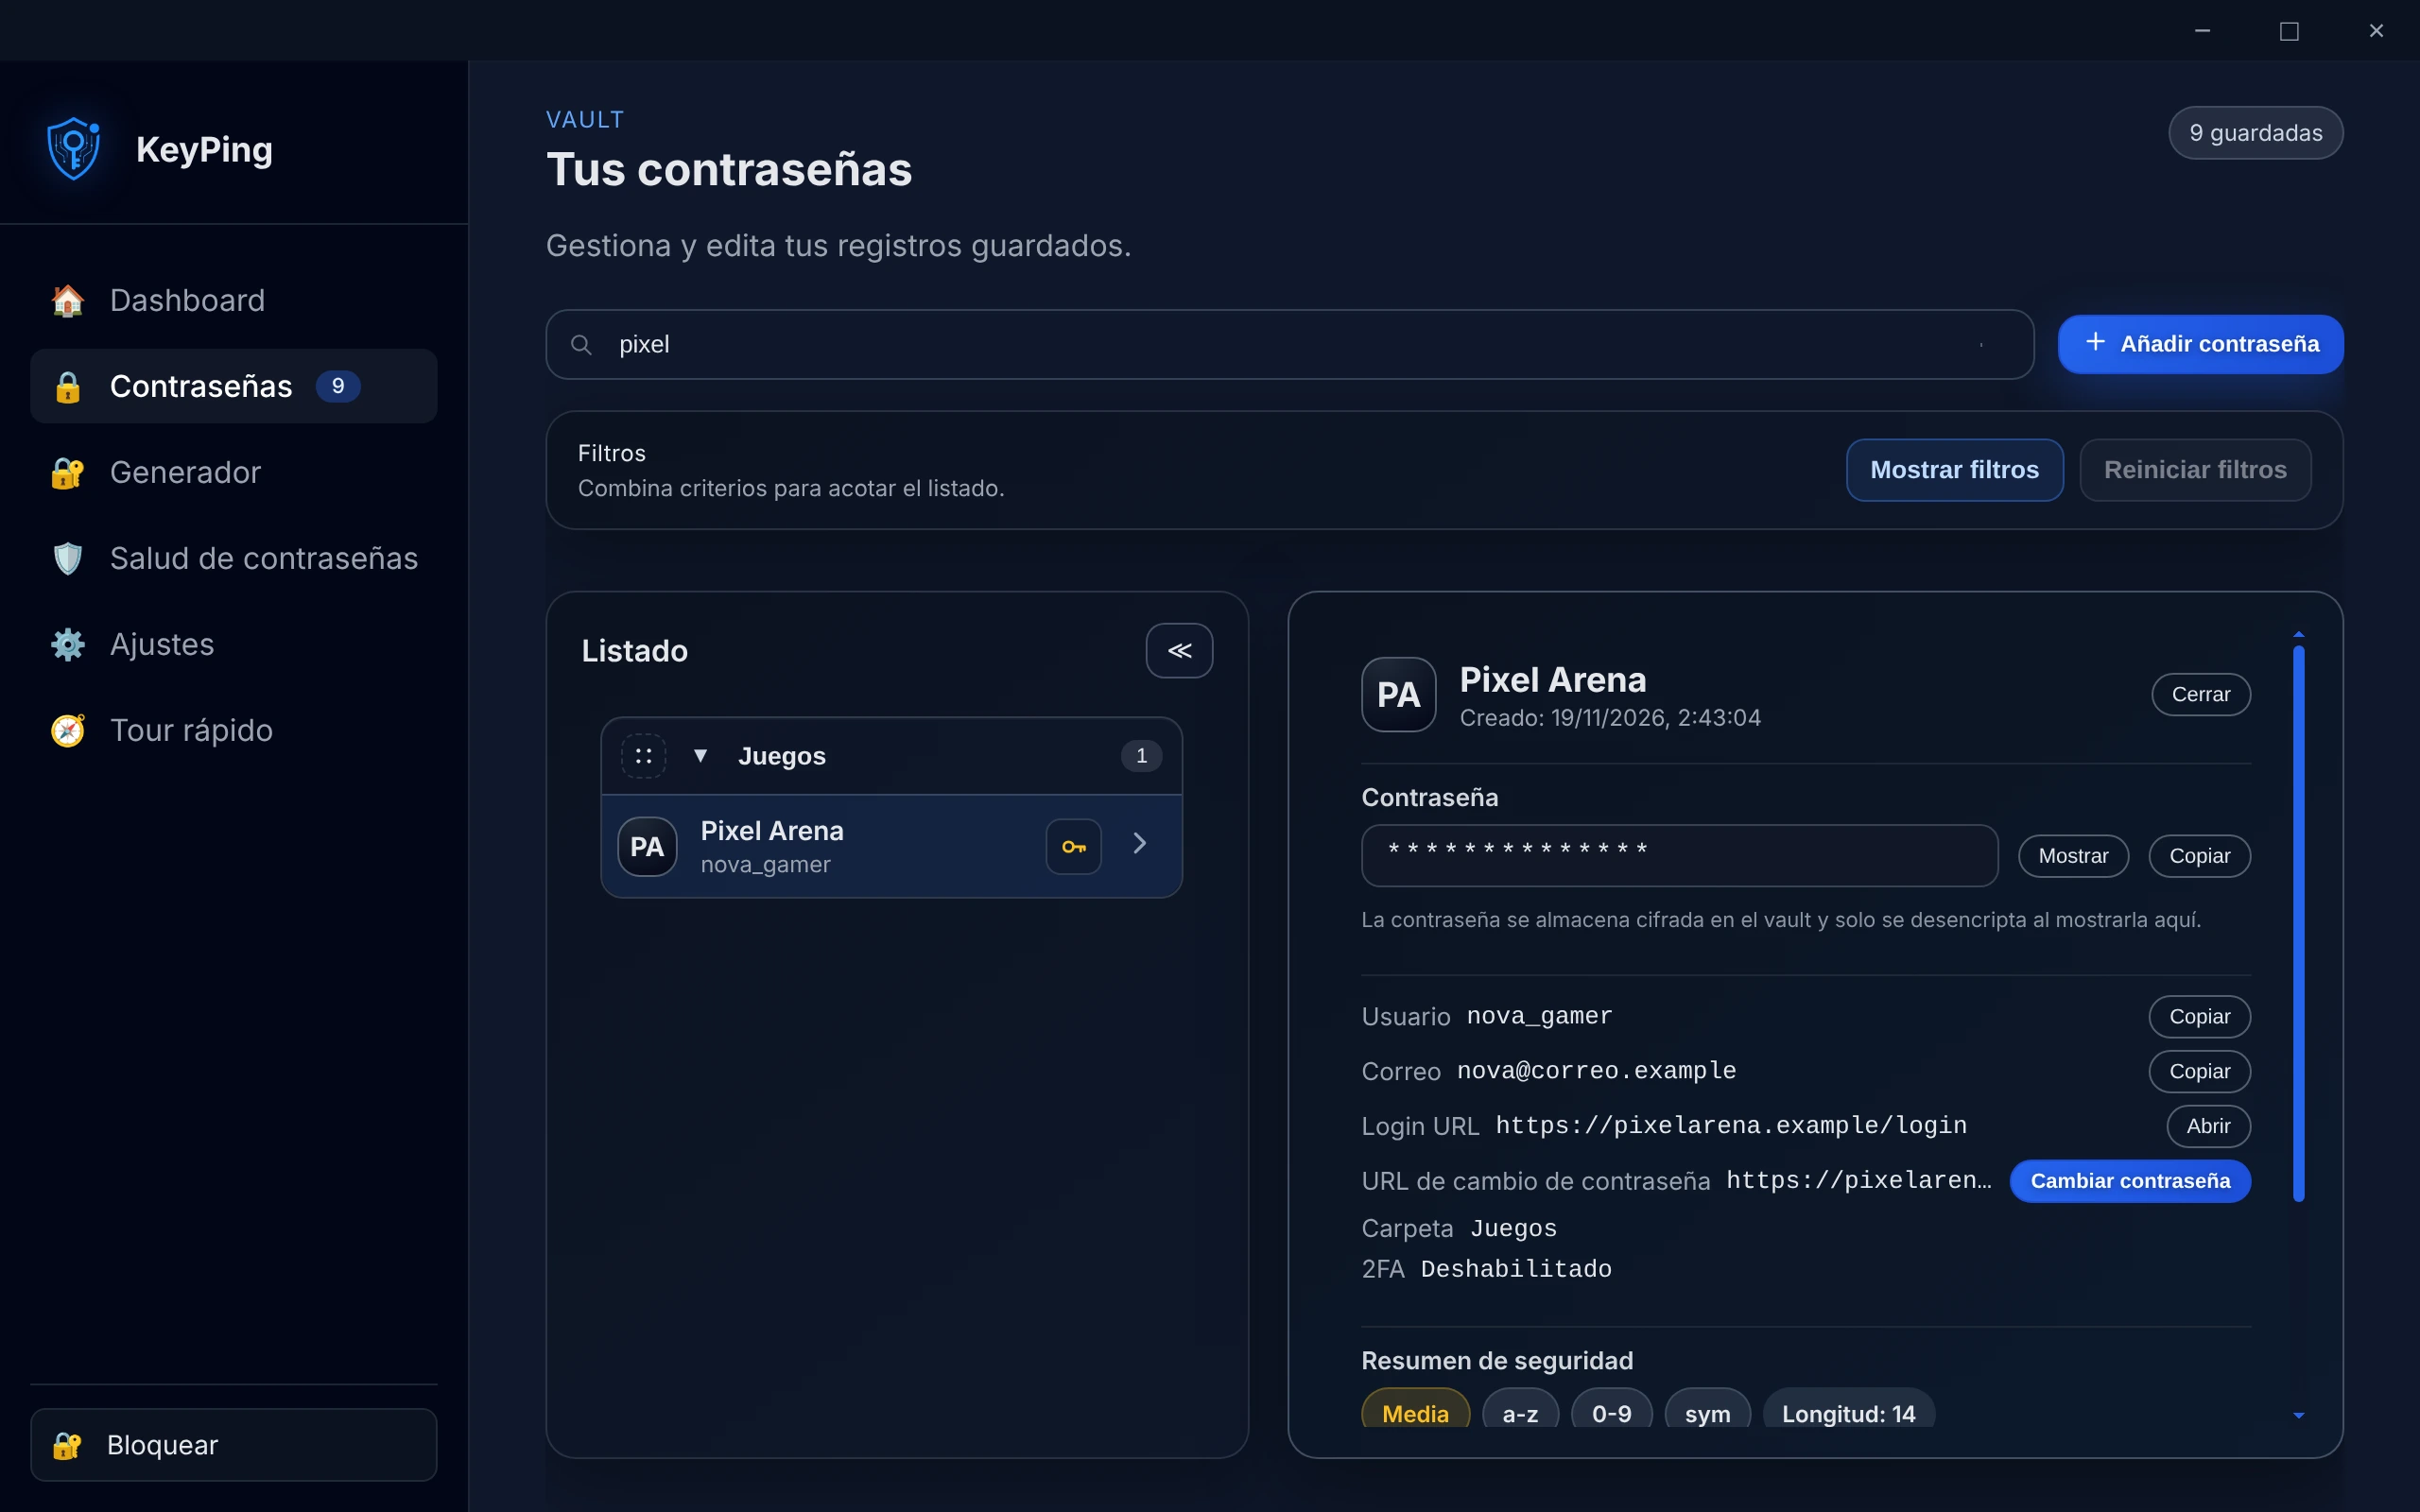 KeyPing
Dashboard
Contraseñas 9
Generador
Salud de contraseñas
Ajustes
Tour rápido
Bloquear
VAULT
Tus contraseñas
Gestiona y edita tus registros guardados.
9 guardadas
pixel
+ Añadir contraseña
Filtros
Combina criterios para acotar el listado.
Mostrar filtros
Reiniciar filtros
Listado
Juegos 1
PA
Pixel Arena
nova_gamer
PA
Pixel Arena
Creado: 19/11/2026, 2:43:04
Cerrar
Contraseña
**************
Mostrar
Copiar
La contraseña se almacena cifrada en el vault y solo se desencripta al mostrarla aquí.
Usuario nova_gamer Copiar
Correo nova@correo.example Copiar
Login URL https://pixelarena.example/login Abrir
URL de cambio de contraseña https://pixelaren… Cambiar contraseña
Carpeta Juegos
2FA Deshabilitado
Resumen de seguridad
Media a-z 0-9 sym Longitud: 14